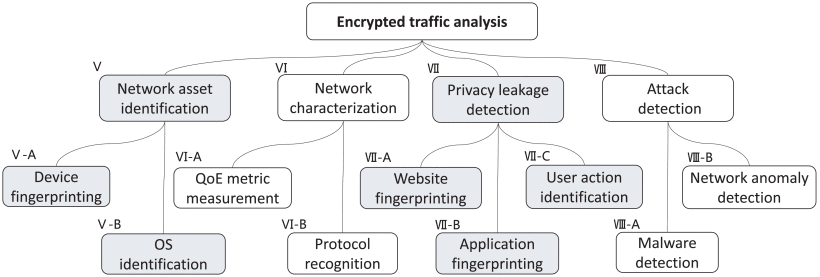 Encrypted traffic analysis
Ⅴ
Network asset
identification
Ⅵ
Network
characterization
Ⅶ
Privacy leakage
detection
Ⅷ
Attack
detection
Ⅴ-A
Device
fingerprinting
Ⅴ-B
OS
identification
Ⅵ-A
QoE metric
measurement
Ⅵ-B
Protocol
recognition
Ⅶ-A
Website
fingerprinting
Ⅶ-B
Application
fingerprinting
Ⅶ-C
User action
identification
Ⅷ-A
Malware
detection
Ⅷ-B
Network anomaly
detection